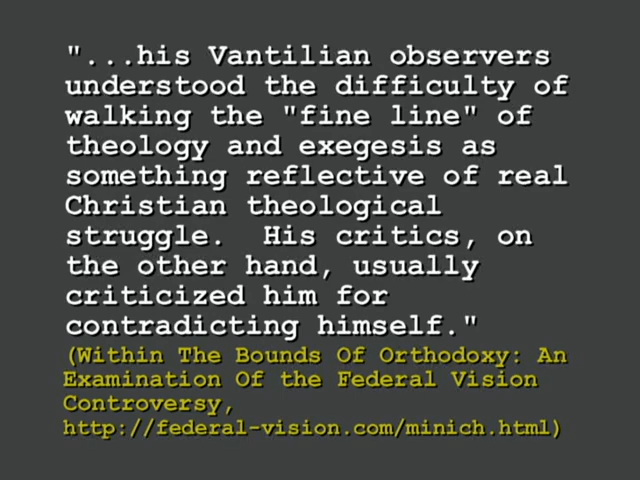 "...his Vantilian observers
understood the difficulty of
walking the "fine line" of
theology and exegesis as
something reflective of real
Christian theological
struggle.  His critics, on
the other hand, usually
criticized him for
contradicting himself."
(Within The Bounds Of Orthodoxy: An
Examination Of the Federal Vision
Controversy,
http://federal-vision.com/minich.html)